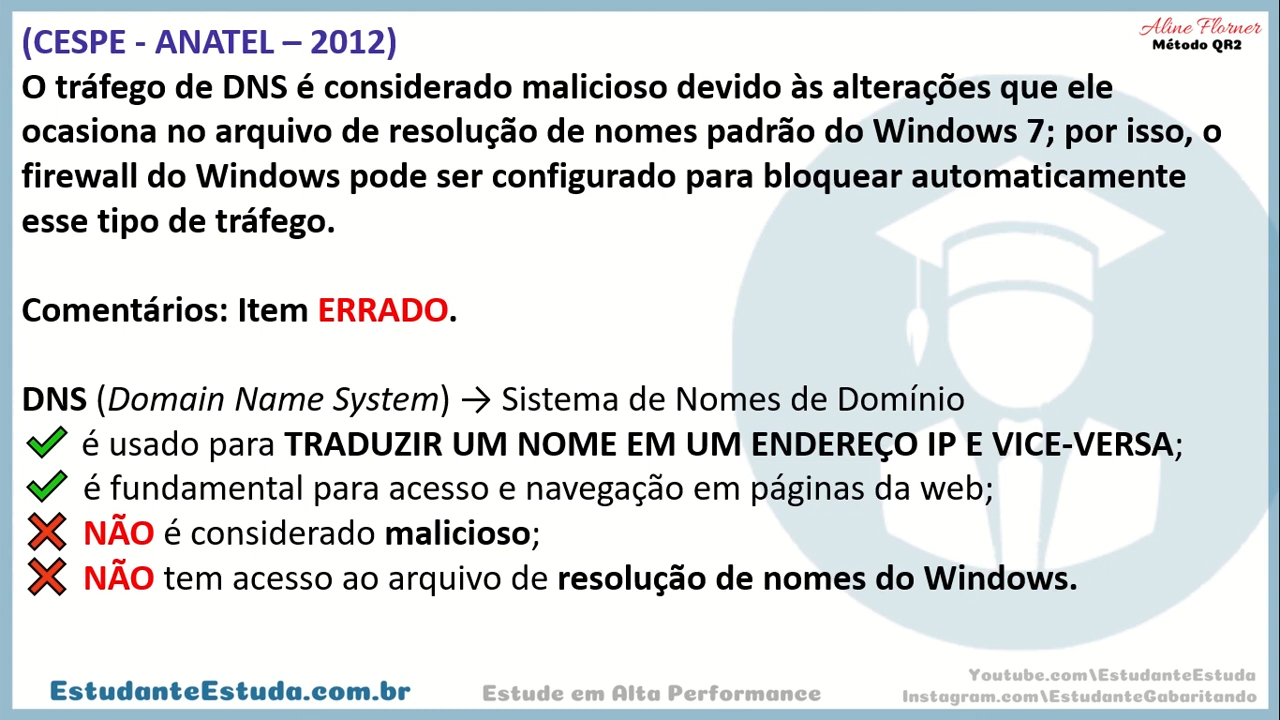 (CESPE - ANATEL – 2012)
Aline Florner
Método QR2
O tráfego de DNS é considerado malicioso devido às alterações que ele
ocasiona no arquivo de resolução de nomes padrão do Windows 7; por isso, o
firewall do Windows pode ser configurado para bloquear automaticamente
esse tipo de tráfego.
Comentários: Item ERRADO.
DNS (Domain Name System) → Sistema de Nomes de Domínio
é usado para TRADUZIR UM NOME EM UM ENDEREÇO IP E VICE-VERSA;
é fundamental para acesso e navegação em páginas da web;
NÃO é considerado malicioso;
NÃO tem acesso ao arquivo de resolução de nomes do Windows.
EstudanteEstuda.com.br
Estude em Alta Performance
Youtube.com\EstudanteEstuda
Instagram.com\EstudanteGabaritando